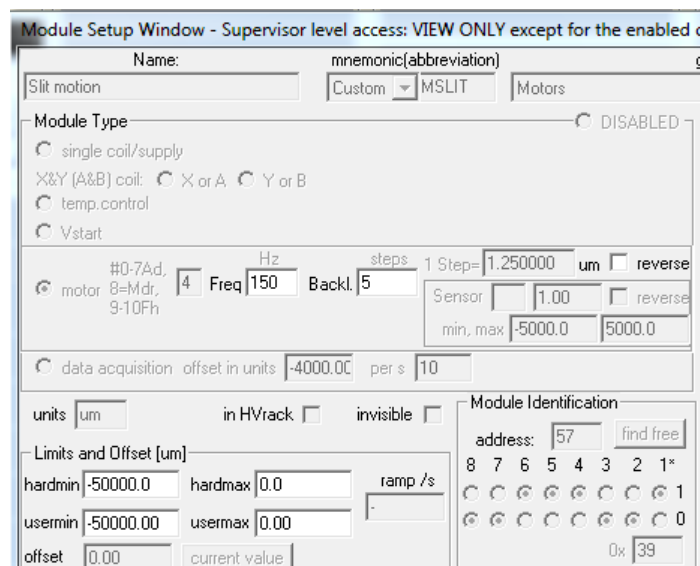 Module Setup Window - Supervisor level access: VIEW ONLY except for the enabled
Name: mnemonic(abbreviation)
Slit motion Custom MSLIT Motors
Module Type DISABLED
single coil/supply
X&Y (A&B) coil: X or A Y or B
temp.control
Vstart
motor #0-7Ad, 8=Mdr, 9-10Fh 4 Freq Hz 150 Backl. steps 5 1 Step= 1.250000 um reverse
Sensor 1.00 reverse
min, max -5000.0 5000.0
data acquisition offset in units -4000.00 per s 10
units um in HVrack invisible
Module Identification
address: 57 find free
8 7 6 5 4 3 2 1*
1
0
0x 39
Limits and Offset [um]
hardmin -50000.0 hardmax 0.0 ramp /s
usermin -50000.00 usermax 0.00 -
offset 0.00 current value